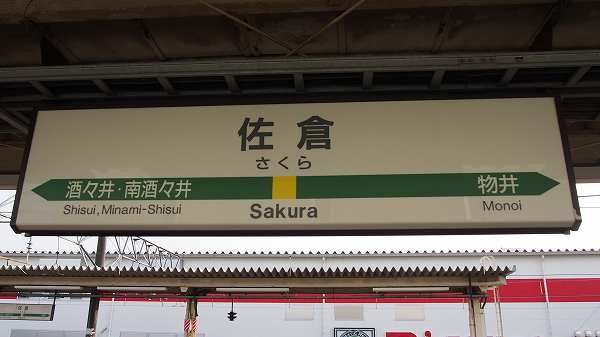 佐倉
さくら
酒々井・南酒々井
物井
Shisui, Minami-Shisui
Sakura
Monoi